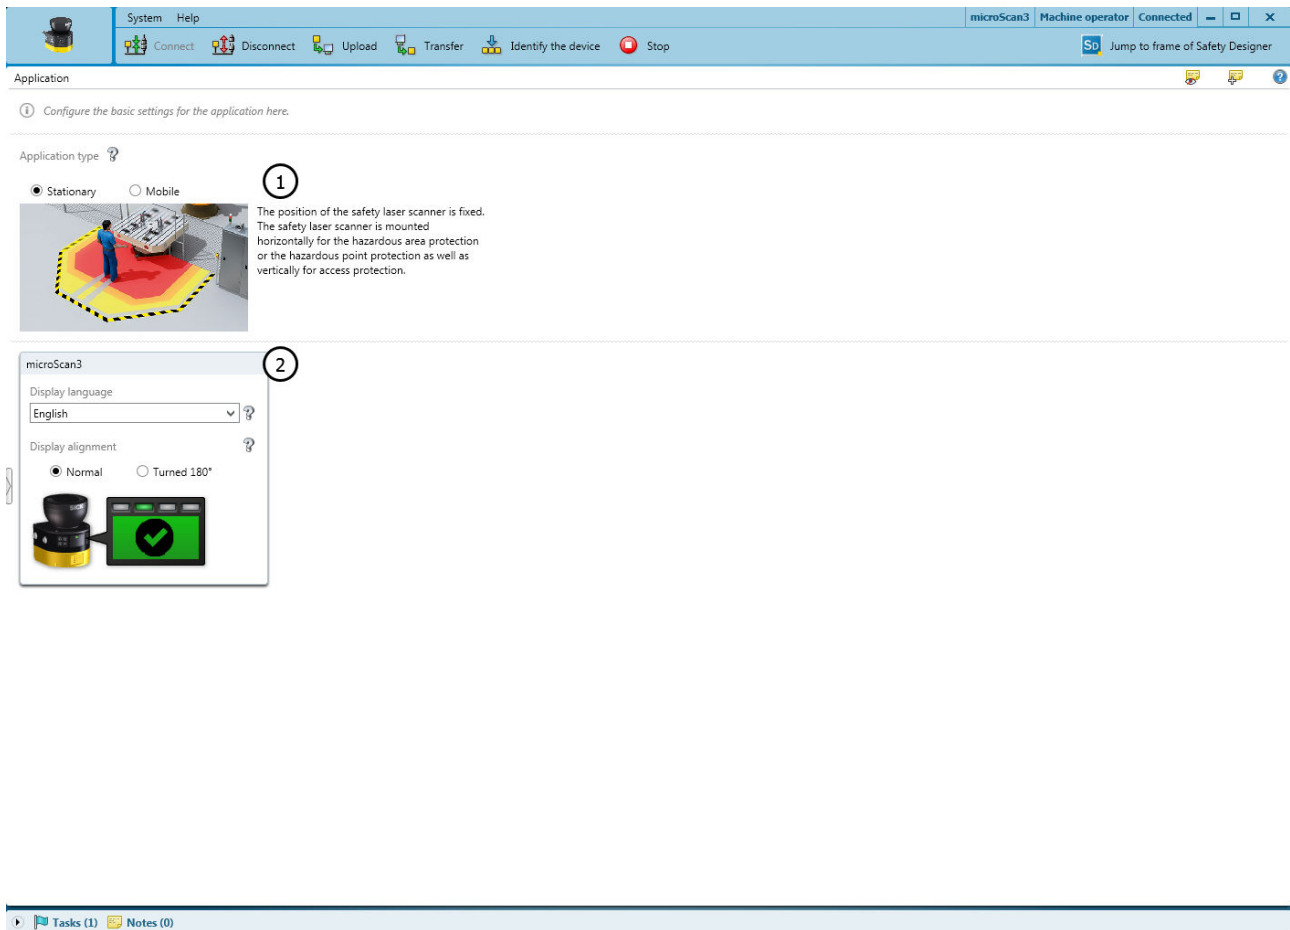 System Help
microScan3 Machine operator Connected
Connect Disconnect Upload Transfer Identify the device Stop
SD Jump to frame of Safety Designer
Application
Configure the basic settings for the application here.
Application type
Stationary Mobile
1
The position of the safety laser scanner is fixed.
The safety laser scanner is mounted
horizontally for the hazardous area protection
or the hazardous point protection as well as
vertically for access protection.
microScan3
2
Display language
English
Display alignment
Normal Turned 180°
SICK
Tasks (1) Notes (0)